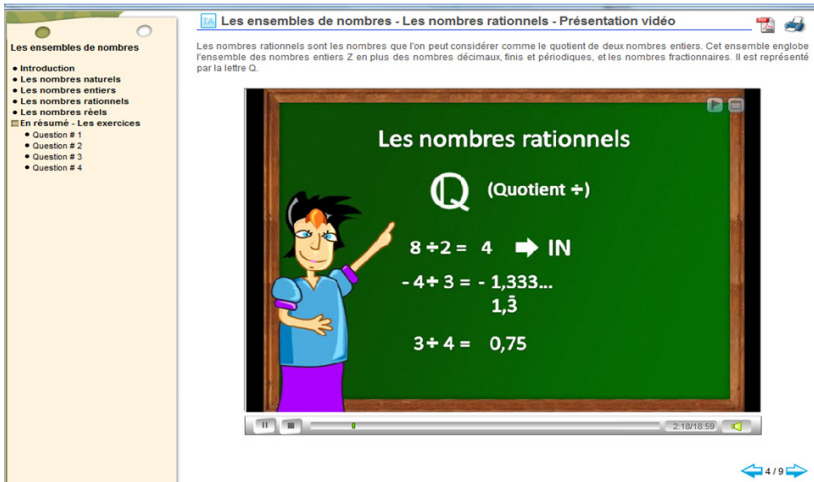 Les ensembles de nombres
• Introduction
• Les nombres naturels
• Les nombres entiers
• Les nombres rationnels
• Les nombres réels
En résumé - Les exercices
• Question # 1
• Question # 2
• Question # 3
• Question # 4
TA Les ensembles de nombres - Les nombres rationnels - Présentation vidéo
Les nombres rationnels sont les nombres que l'on peut considérer comme le quotient de deux nombres entiers. Cet ensemble englobe
l'ensemble des nombres entiers Z en plus des nombres décimaux, finis et périodiques, et les nombres fractionnaires. Il est représenté
par la lettre Q.
Les nombres rationnels
ℚ (Quotient ÷)
8 ÷ 2 = 4 ➡ IN
- 4 ÷ 3 = - 1,333...
1,3̄
3 ÷ 4 = 0,75
2:18/18:59
4 / 9